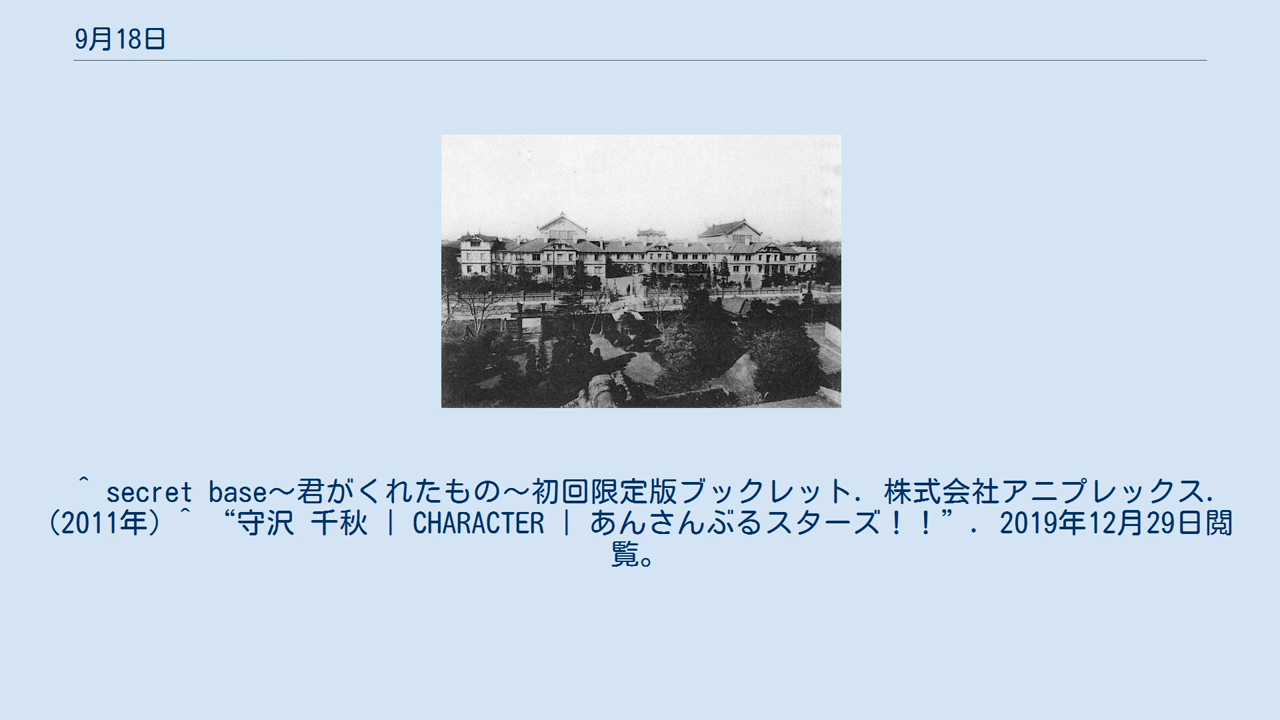 9月18日
^ secret base〜君がくれたもの〜初回限定版ブックレット. 株式会社アニプレックス.
（2011年）^ “守沢 千秋 | CHARACTER | あんさんぶるスターズ！！”. 2019年12月29日閲
覧。